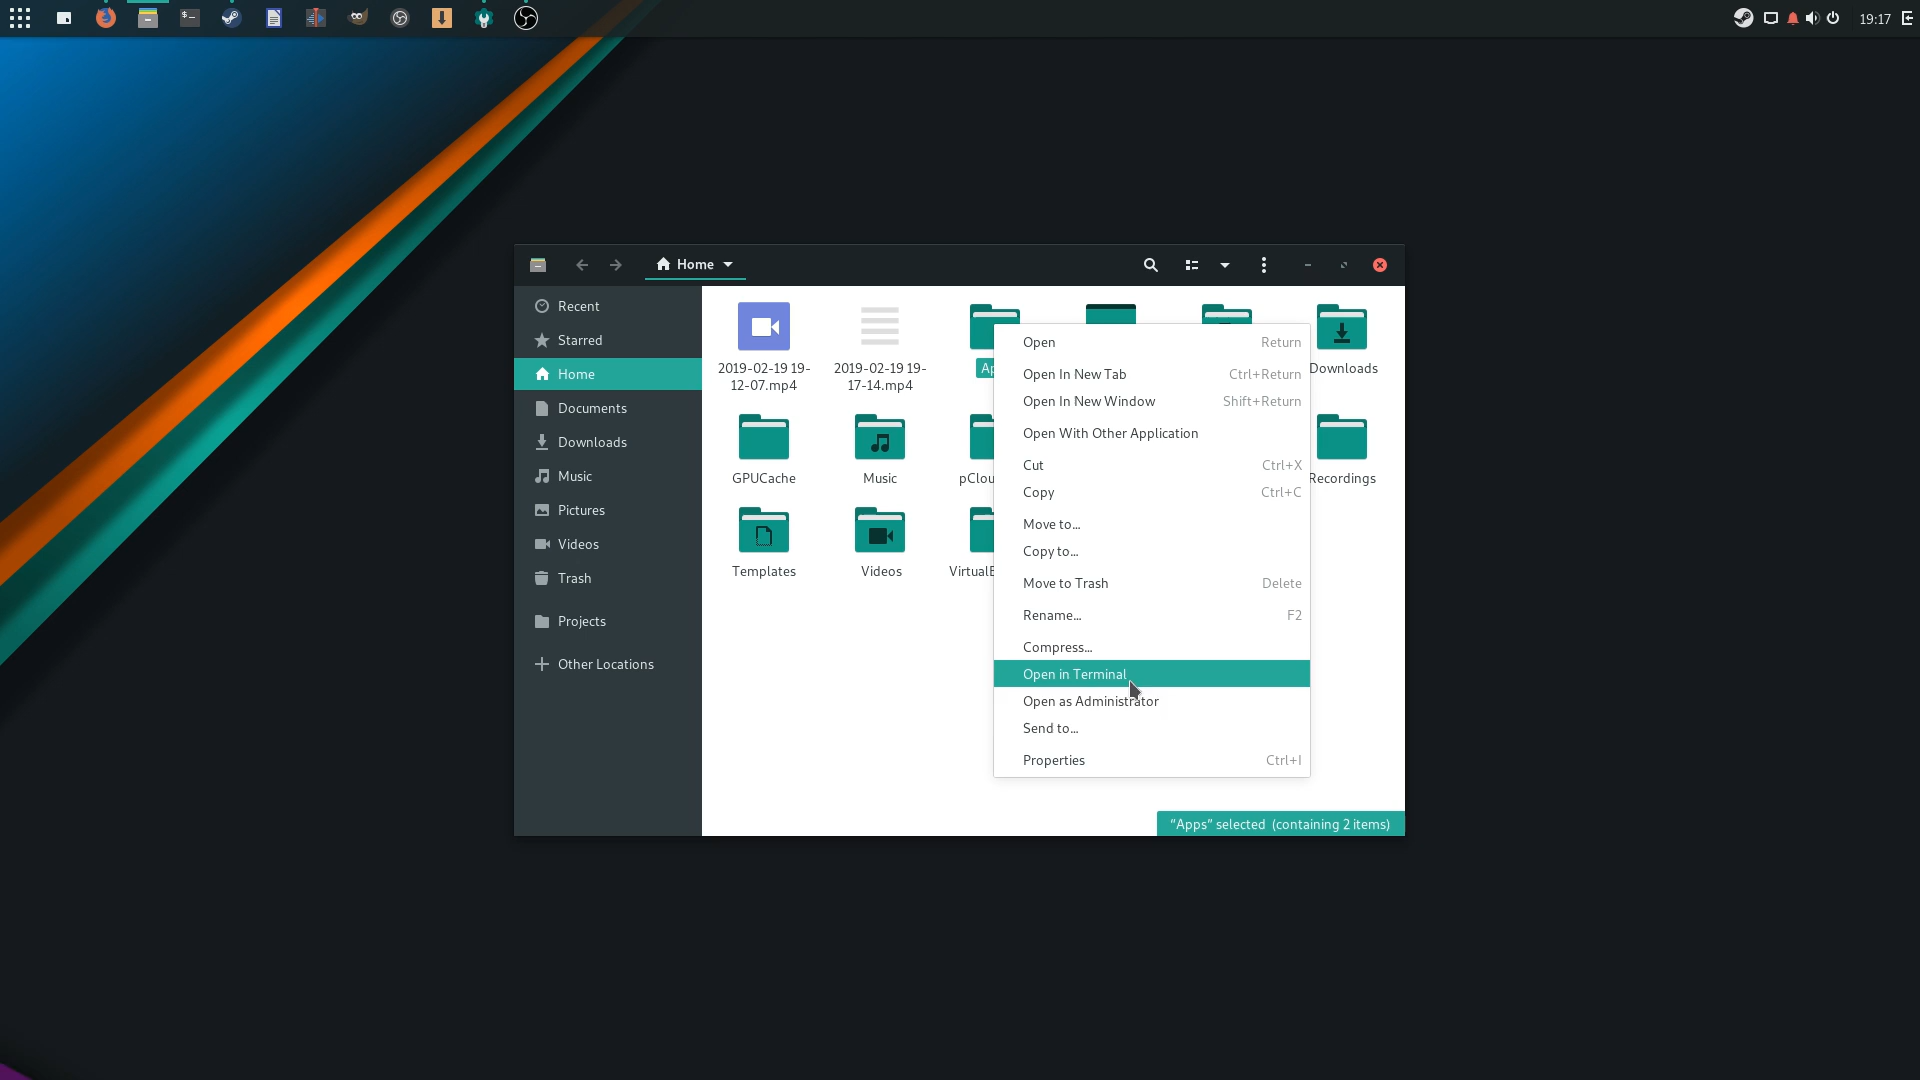 19:17
Home
Recent
Starred
Home
Documents
Downloads
Music
Pictures
Videos
Trash
Projects
Other Locations
2019-02-19 19-
12-07.mp4
2019-02-19 19-
17-14.mp4
Ap
Downloads
GPUCache
Music
pClou
Recordings
Templates
Videos
Virtual
Open Return
Open In New Tab Ctrl+Return
Open In New Window Shift+Return
Open With Other Application
Cut Ctrl+X
Copy Ctrl+C
Move to...
Copy to...
Move to Trash Delete
Rename... F2
Compress...
Open in Terminal
Open as Administrator
Send to...
Properties Ctrl+I
“Apps” selected (containing 2 items)